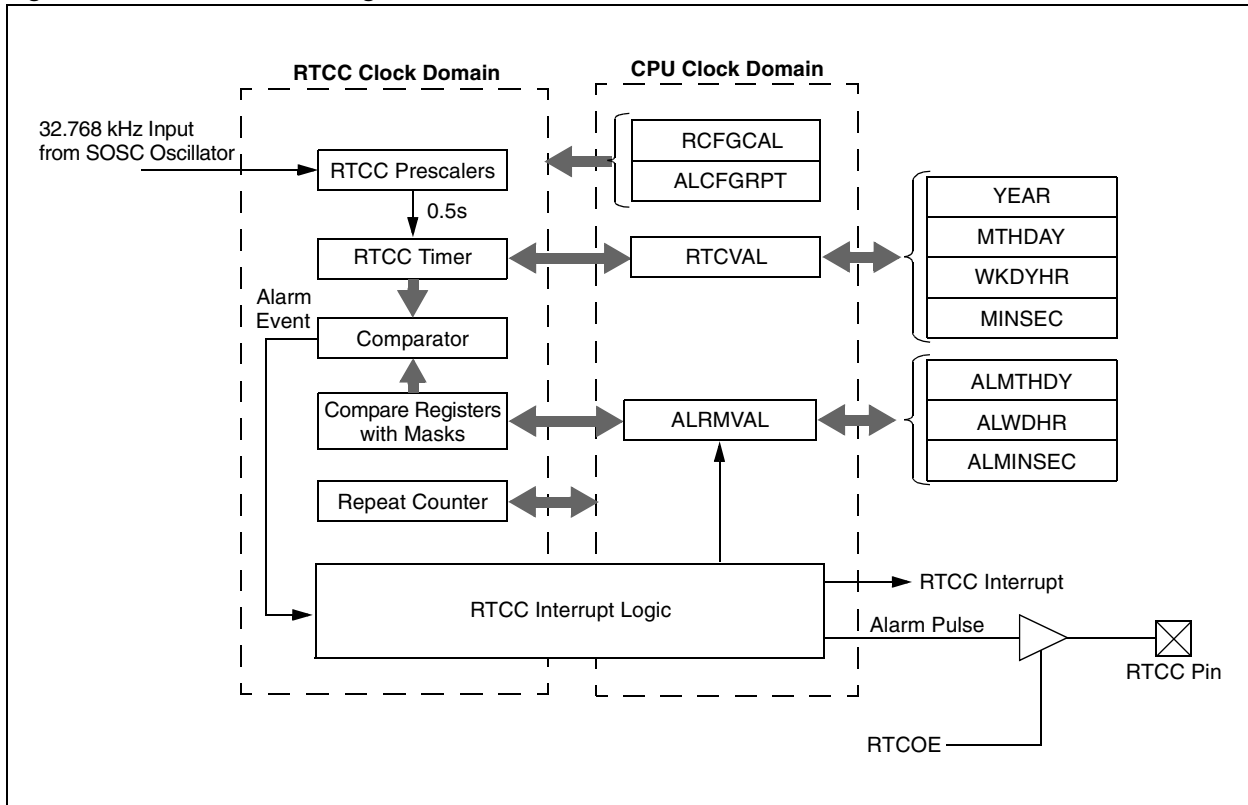 RTCC Clock Domain
CPU Clock Domain
32.768 kHz Input
from SOSC Oscillator
RTCC Prescalers
0.5s
RTCC Timer
Alarm
Event
Comparator
Compare Registers
with Masks
Repeat Counter
RCFGCAL
ALCFGRPT
RTCVAL
ALRMVAL
YEAR
MTHDAY
WKDYHR
MINSEC
ALMTHDY
ALWDHR
ALMINSEC
RTCC Interrupt Logic
RTCC Interrupt
Alarm Pulse
RTCC Pin
RTCOE